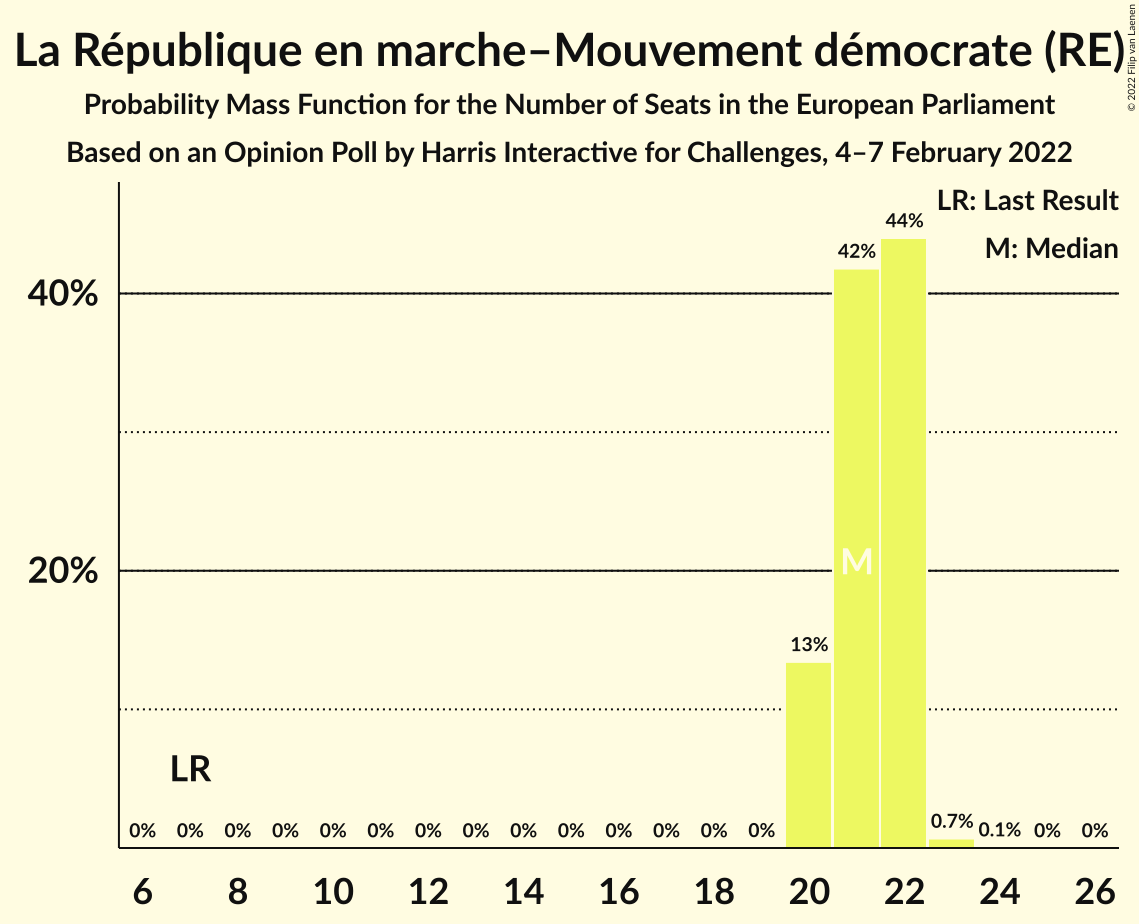 La République en marche–Mouvement démocrate (RE)
© 2022 Filip van Laenen
Probability Mass Function for the Number of Seats in the European Parliament
Based on an Opinion Poll by Harris Interactive for Challenges, 4–7 February 2022
LR: Last Result
M: Median
44%
42%
40%
M
20%
13%
LR
0% 0% 0% 0% 0% 0% 0% 0% 0% 0% 0% 0% 0% 0% 0.7% 0.1% 0% 0%
6 8 10 12 14 16 18 20 22 24 26